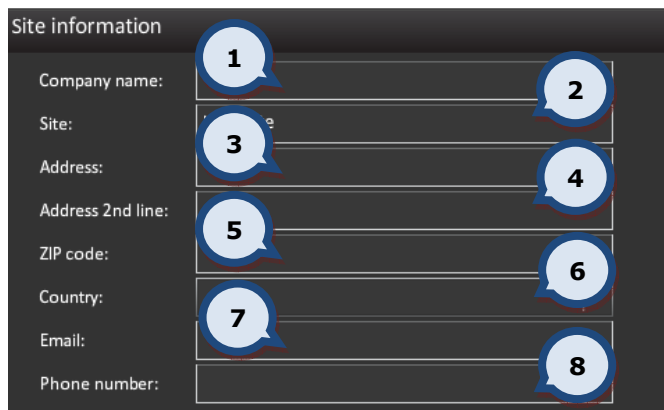 Site information
1
Company name:
2
Site:
3
Address:
4
Address 2nd line:
5
ZIP code:
6
Country:
7
Email:
8
Phone number: